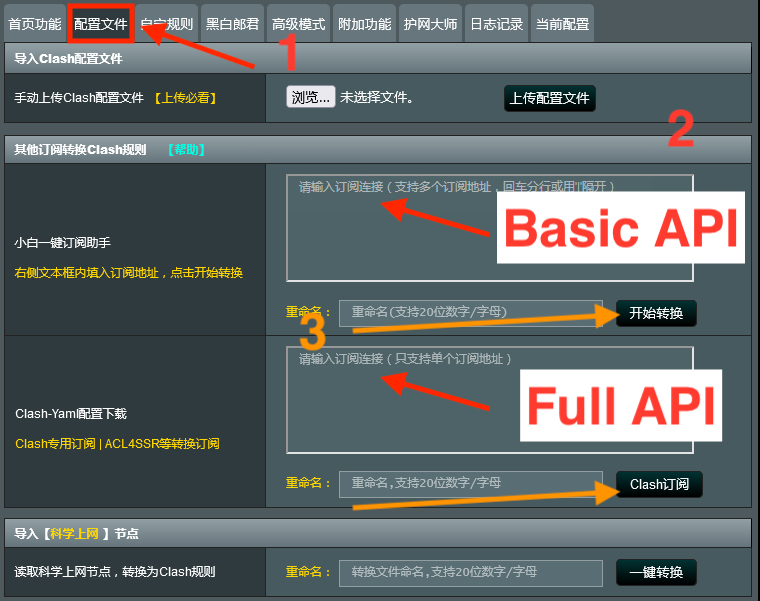 首页功能 配置文件 自定规则 黑白郎君 高级模式 附加功能 护网大师 日志记录 当前配置
1
导入Clash配置文件
手动上传Clash配置文件 【上传必看】 浏览... 未选择文件。 上传配置文件
2
其他订阅转换Clash规则 【帮助】
请输入订阅连接（支持多个订阅地址，回车分行或用'|'隔开）
Basic API
小白一键订阅助手
右侧文本框内填入订阅地址，点击开始转换
重命名： 重命名(支持20位数字/字母) 开始转换
3
请输入订阅连接（只支持单个订阅地址）
Full API
Clash-Yaml配置下载
Clash专用订阅 | ACL4SSR等转换订阅
重命名： 重命名,支持20位数字/字母 Clash订阅
导入【科学上网 】节点
读取科学上网节点，转换为Clash规则 重命名： 转换文件命名,支持20位数字/字母 一键转换